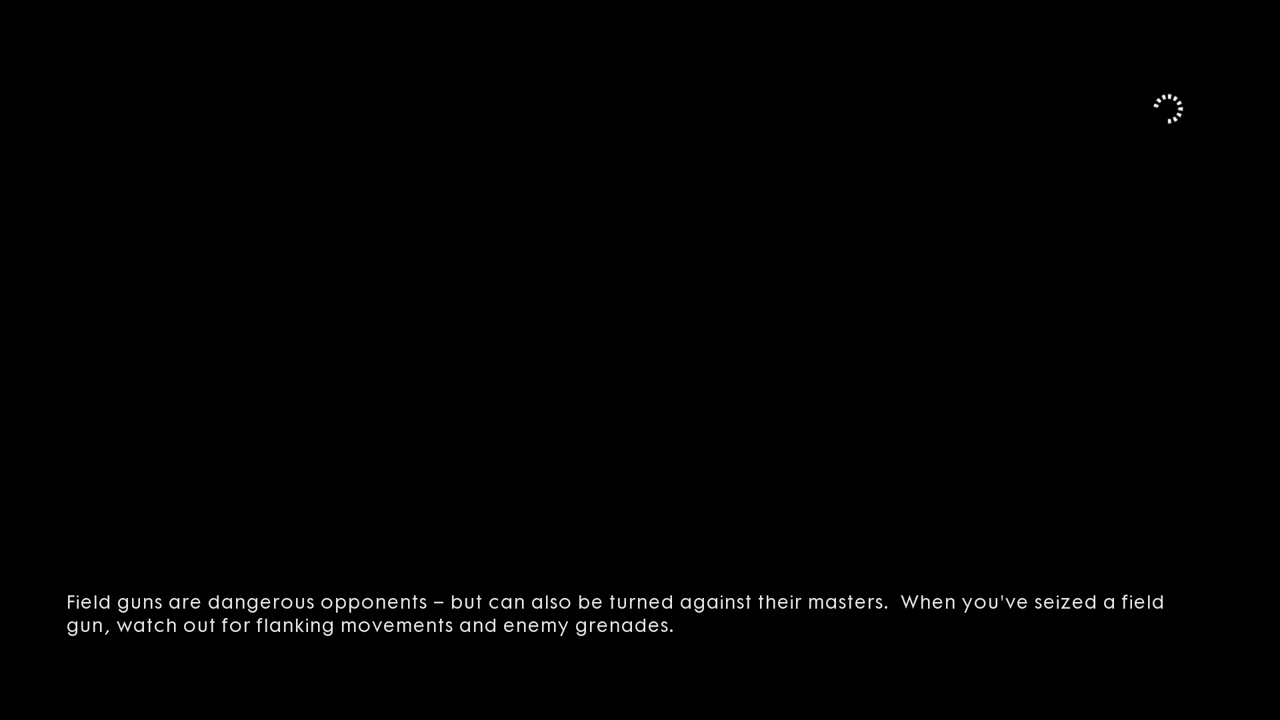 Field guns are dangerous opponents – but can also be turned against their masters.  When you've seized a field
gun, watch out for flanking movements and enemy grenades.